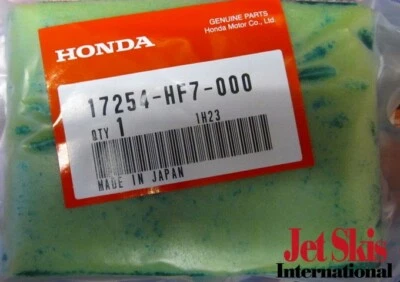 GENUINE PARTS
Honda Motor Co., Ltd.
HONDA
17254-HF7-000
QTY 1 1H23
MADE IN JAPAN
Jet Skis
International